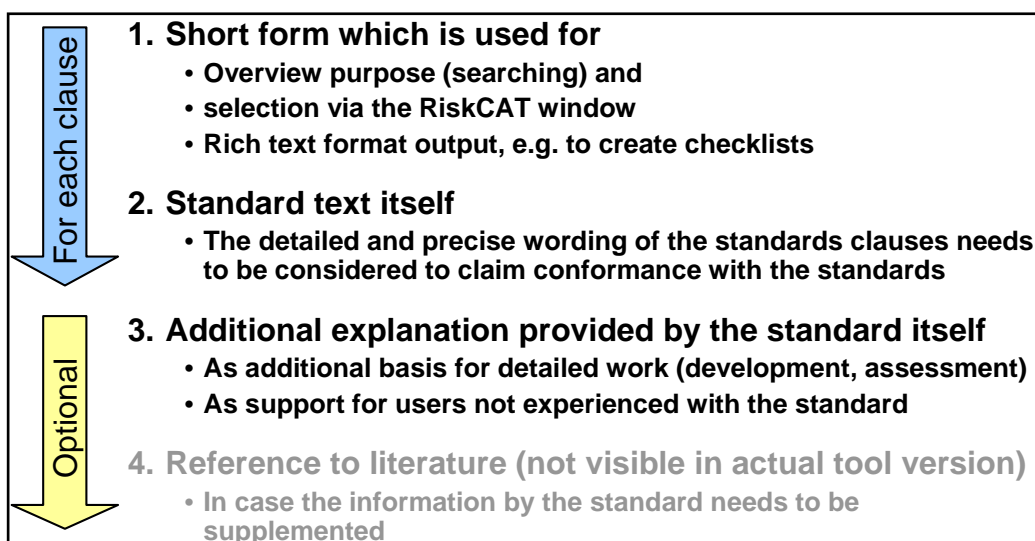 For each clause
1. Short form which is used for
• Overview purpose (searching) and
• selection via the RiskCAT window
• Rich text format output, e.g. to create checklists
2. Standard text itself
• The detailed and precise wording of the standards clauses needs
to be considered to claim conformance with the standards
Optional
3. Additional explanation provided by the standard itself
• As additional basis for detailed work (development, assessment)
• As support for users not experienced with the standard
4. Reference to literature (not visible in actual tool version)
• In case the information by the standard needs to be
supplemented